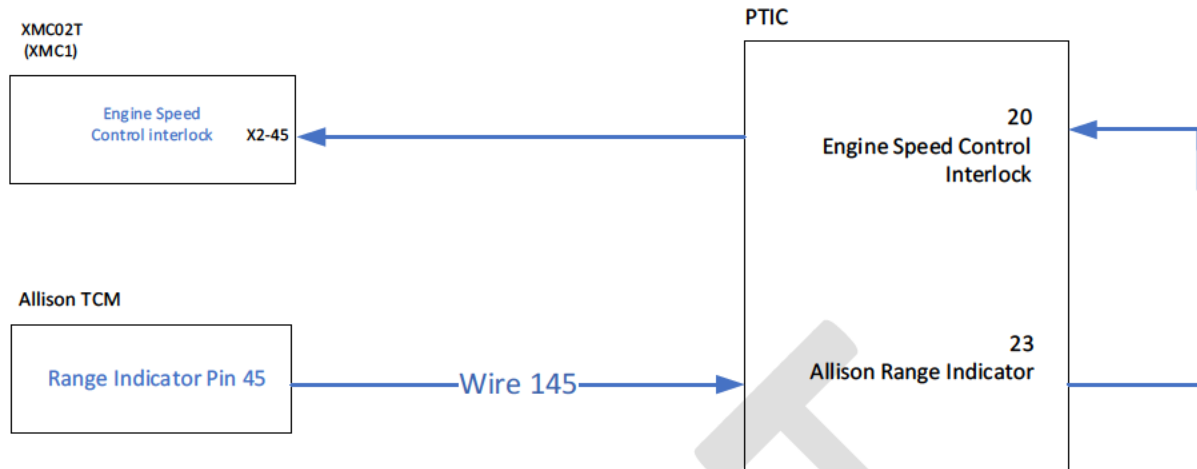 PTIC
XMC02T
(XMC1)
Engine Speed
Control interlock X2-45
20
Engine Speed Control
Interlock
Allison TCM
Range Indicator Pin 45
Wire 145
23
Allison Range Indicator